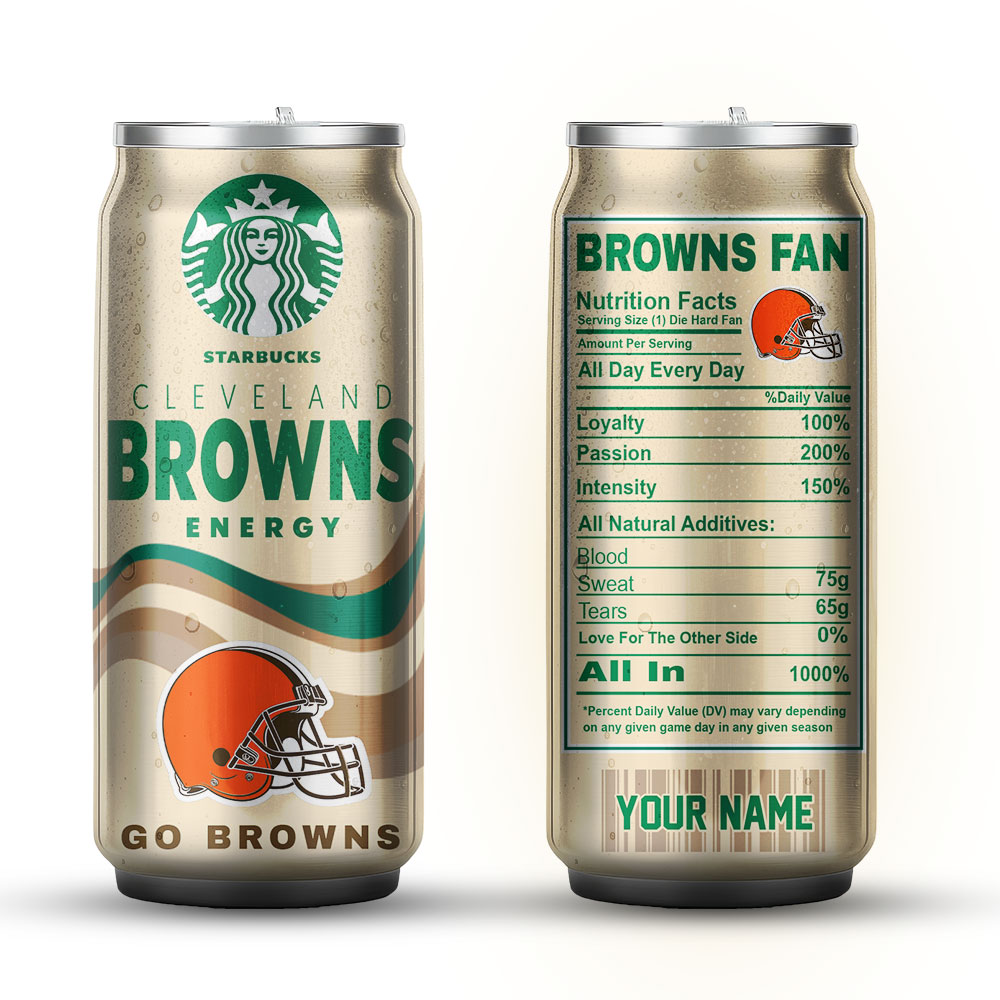 STARBUCKS
CLEVELAND
BROWNS
ENERGY
GO BROWNS
BROWNS FAN
Nutrition Facts
Serving Size (1) Die Hard Fan
Amount Per Serving
All Day Every Day
%Daily Value
Loyalty 100%
Passion 200%
Intensity 150%
All Natural Additives:
Blood
Sweat 75g
Tears 65g
Love For The Other Side 0%
All In 1000%
*Percent Daily Value (DV) may vary depending
on any given game day in any given season
YOUR NAME